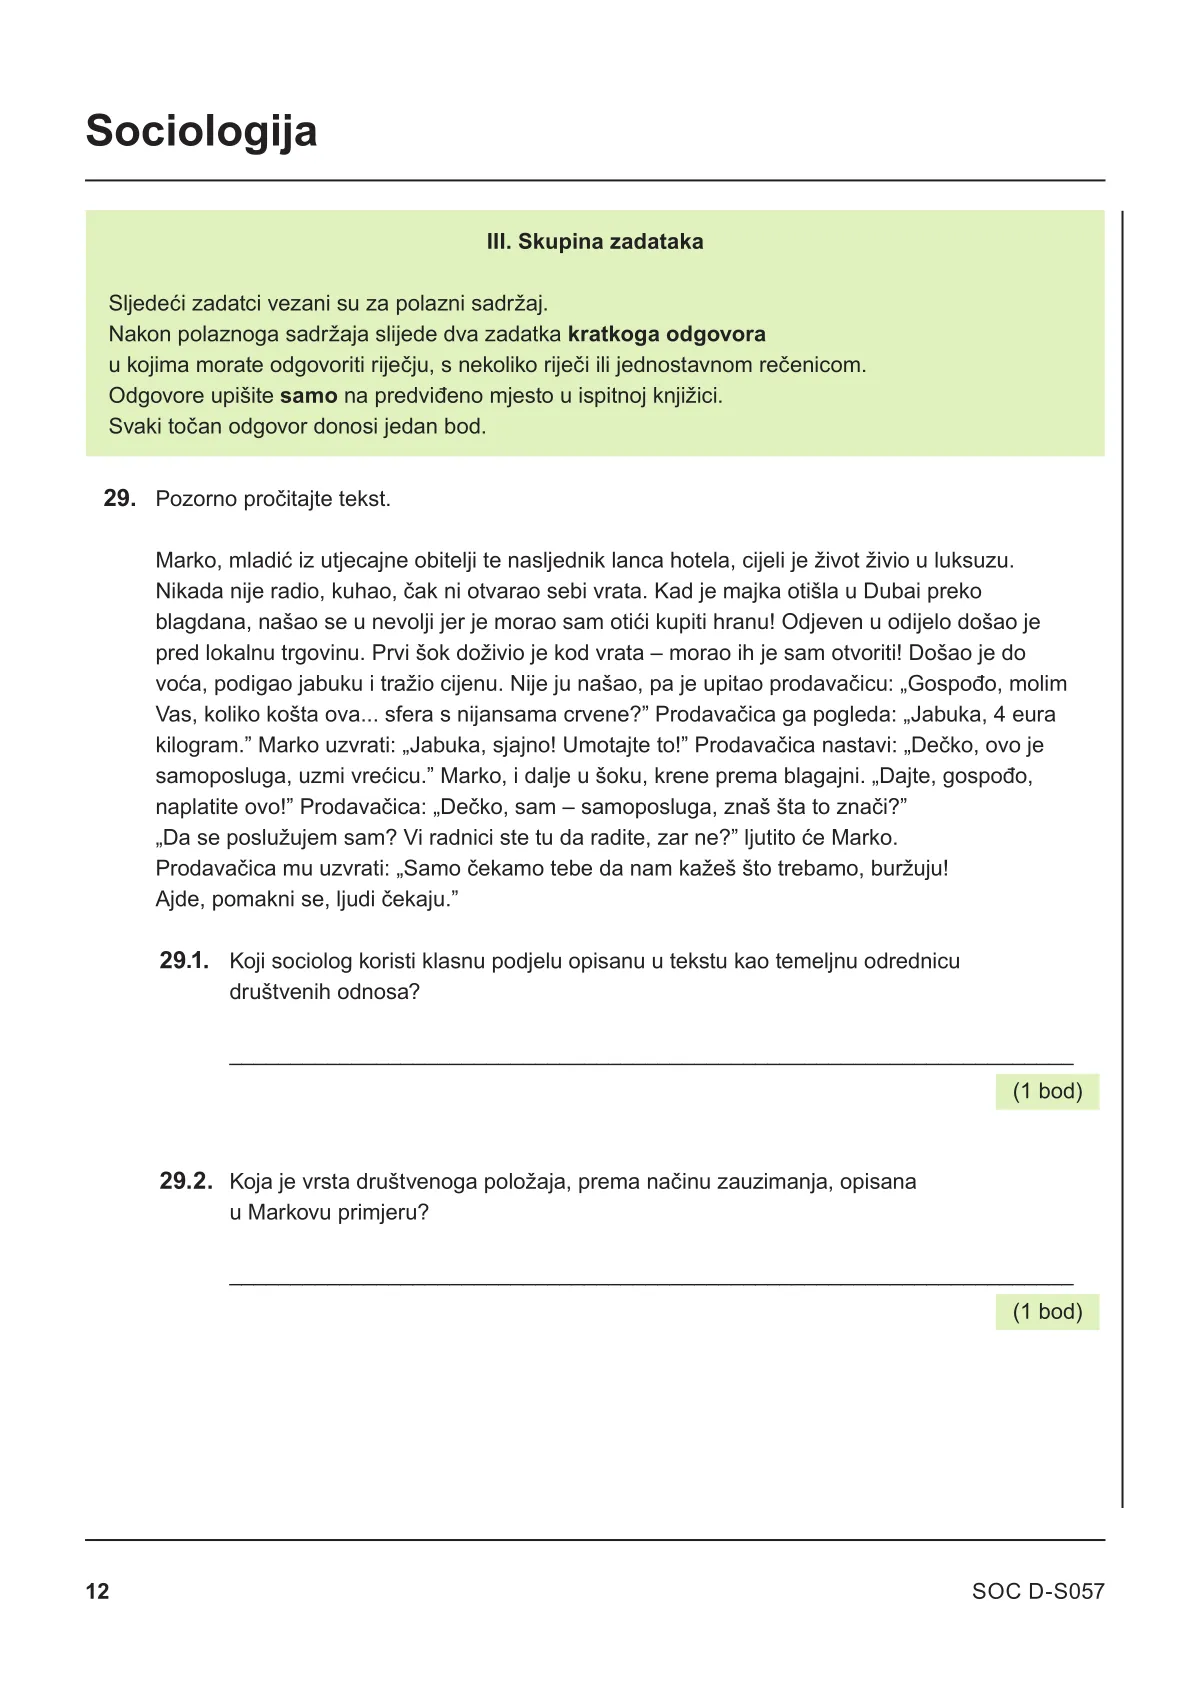 Sociologija
III. Skupina zadataka
Sljedeći zadatci vezani su za polazni sadržaj.
Nakon polaznoga sadržaja slijede dva zadatka kratkoga odgovora
u kojima morate odgovoriti riječju, s nekoliko riječi ili jednostavnom rečenicom.
Odgovore upišite samo na predviđeno mjesto u ispitnoj knjižici.
Svaki točan odgovor donosi jedan bod.
29. Pozorno pročitajte tekst.
Marko, mladić iz utjecajne obitelji te nasljednik lanca hotela, cijeli je život živio u luksuzu.
Nikada nije radio, kuhao, čak ni otvarao sebi vrata. Kad je majka otišla u Dubai preko
blagdana, našao se u nevolji jer je morao sam otići kupiti hranu! Odjeven u odijelo došao je
pred lokalnu trgovinu. Prvi šok doživio je kod vrata – morao ih je sam otvoriti! Došao je do
voća, podigao jabuku i tražio cijenu. Nije ju našao, pa je upitao prodavačicu: „Gospođo, molim
Vas, koliko košta ova... sfera s nijansama crvene?” Prodavačica ga pogleda: „Jabuka, 4 eura
kilogram.” Marko uzvrati: „Jabuka, sjajno! Umotajte to!” Prodavačica nastavi: „Dečko, ovo je
samoposluga, uzmi vrećicu.” Marko, i dalje u šoku, krene prema blagajni. „Dajte, gospođo,
naplatite ovo!” Prodavačica: „Dečko, sam – samoposluga, znaš šta to znači?”
„Da se poslužujem sam? Vi radnici ste tu da radite, zar ne?” ljutito će Marko.
Prodavačica mu uzvrati: „Samo čekamo tebe da nam kažeš što trebamo, buržuju!
Ajde, pomakni se, ljudi čekaju.”
29.1. Koji sociolog koristi klasnu podjelu opisanu u tekstu kao temeljnu odrednicu
društvenih odnosa?
(1 bod)
29.2. Koja je vrsta društvenoga položaja, prema načinu zauzimanja, opisana
u Markovu primjeru?
(1 bod)
12
SOC D-S057